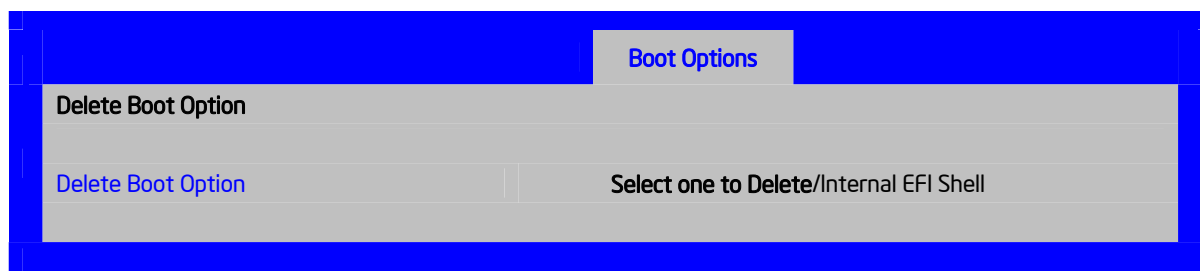 Boot Options
Delete Boot Option
Delete Boot Option Select one to Delete/Internal EFI Shell